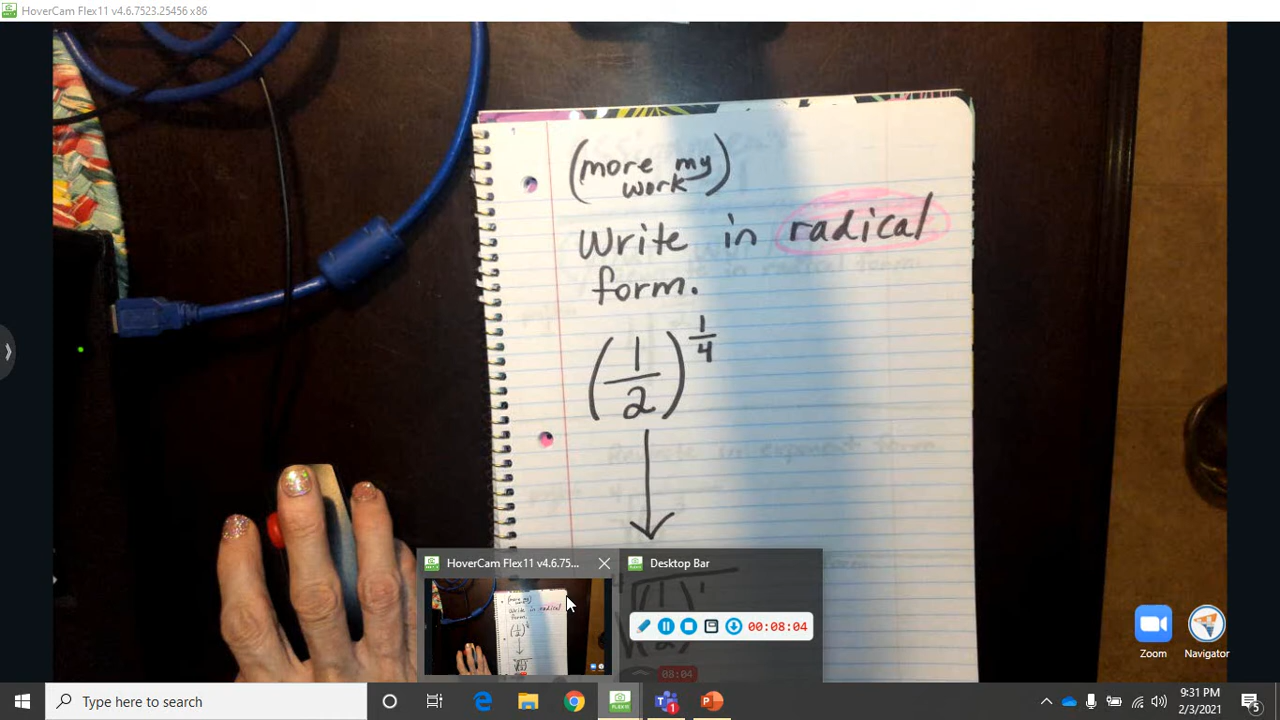 HoverCam Flex11 v4.6.7523.25456 x86
(more my
work)
Write in radical
form.
(1/2)^1/4
HoverCam Flex11 v4.6.75...
Desktop Bar
00:08:04
08:04
Zoom
Navigator
Type here to search
9:31 PM
2/3/2021